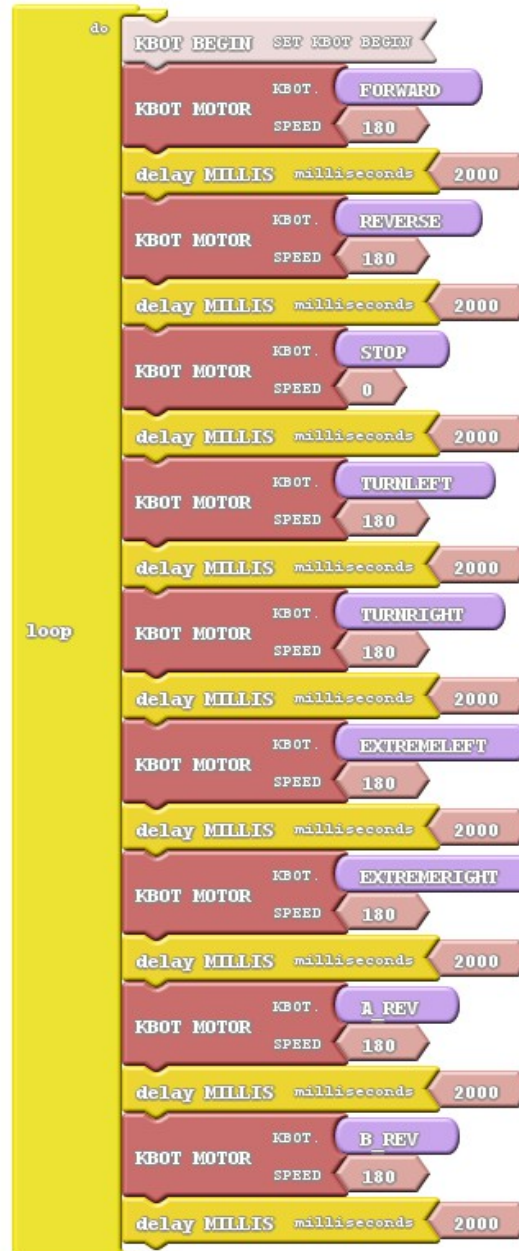 do
KBOT BEGIN SET KBOT BEGIN
KBOT MOTOR
KBOT. FORWARD
SPEED 180
delay MILLIS milliseconds 2000
KBOT MOTOR
KBOT. REVERSE
SPEED 180
delay MILLIS milliseconds 2000
KBOT MOTOR
KBOT. STOP
SPEED 0
delay MILLIS milliseconds 2000
KBOT MOTOR
KBOT. TURNLEFT
SPEED 180
delay MILLIS milliseconds 2000
loop
KBOT MOTOR
KBOT. TURNRIGHT
SPEED 180
delay MILLIS milliseconds 2000
KBOT MOTOR
KBOT. EXTREMELEFT
SPEED 180
delay MILLIS milliseconds 2000
KBOT MOTOR
KBOT. EXTREMERIGHT
SPEED 180
delay MILLIS milliseconds 2000
KBOT MOTOR
KBOT. A_REV
SPEED 180
delay MILLIS milliseconds 2000
KBOT MOTOR
KBOT. B_REV
SPEED 180
delay MILLIS milliseconds 2000